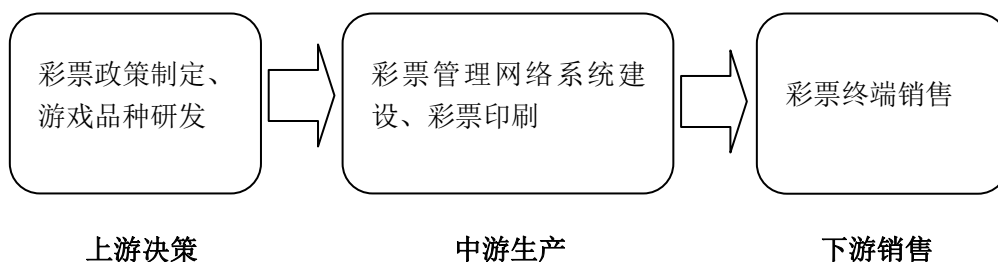 彩票政策制定、
游戏品种研发
彩票管理网络系统建
设、彩票印刷
彩票终端销售
上游决策
中游生产
下游销售